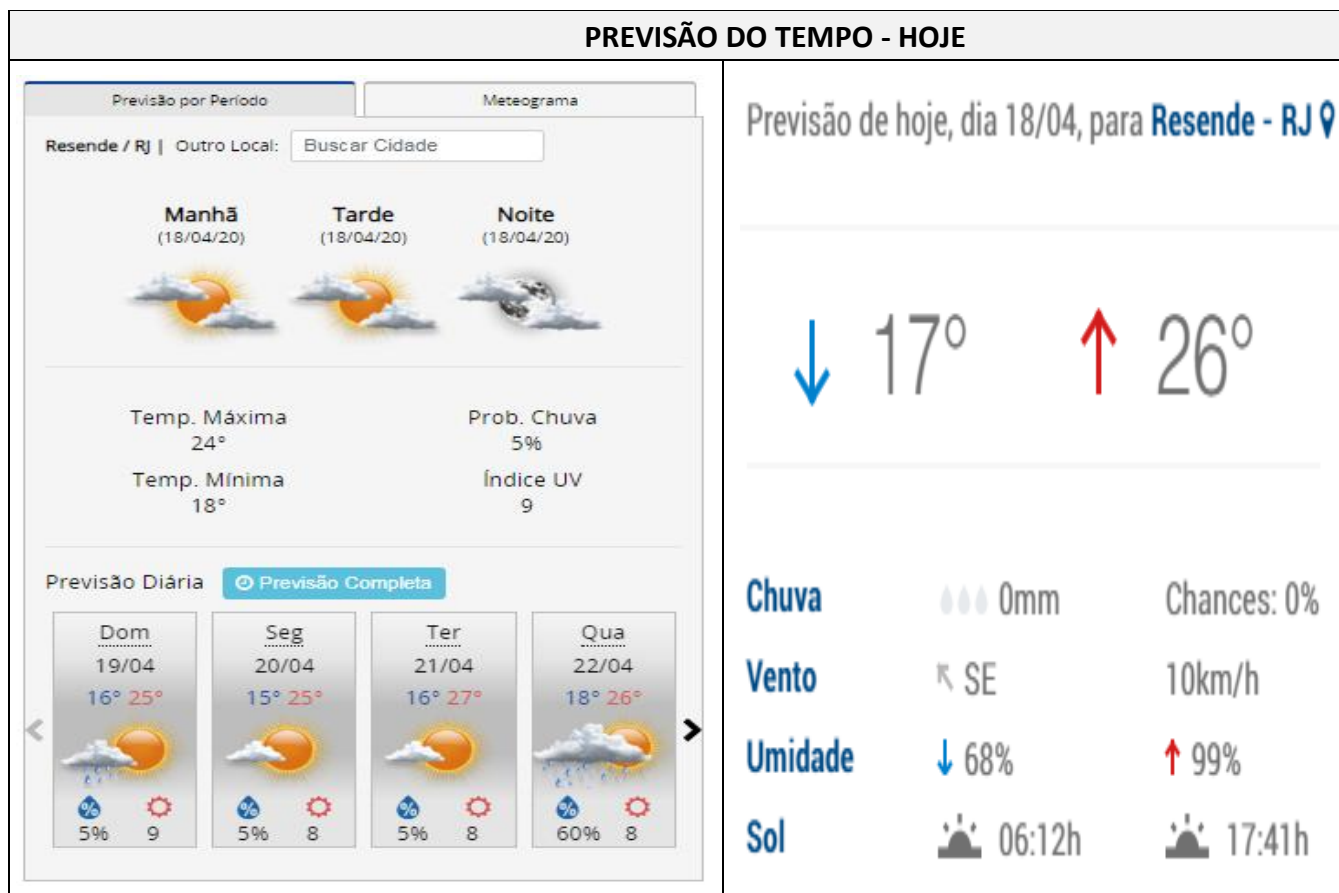 PREVISÃO DO TEMPO - HOJE
Previsão por Período
Meteograma
Resende / RJ | Outro Local: Buscar Cidade
Manhã Tarde Noite
(18/04/20) (18/04/20) (18/04/20)
Temp. Máxima Prob. Chuva
24° 5%
Temp. Mínima Índice UV
18° 9
Previsão Diária Previsão Completa
Dom Seg Ter Qua
19/04 20/04 21/04 22/04
16° 25° 15° 25° 16° 27° 18° 26°
% % % %
5% 9 5% 8 5% 8 60% 8
Previsão de hoje, dia 18/04, para Resende - RJ
↓ 17° ↑ 26°
Chuva 0mm Chances: 0%
Vento SE 10km/h
Umidade ↓ 68% ↑ 99%
Sol 06:12h 17:41h